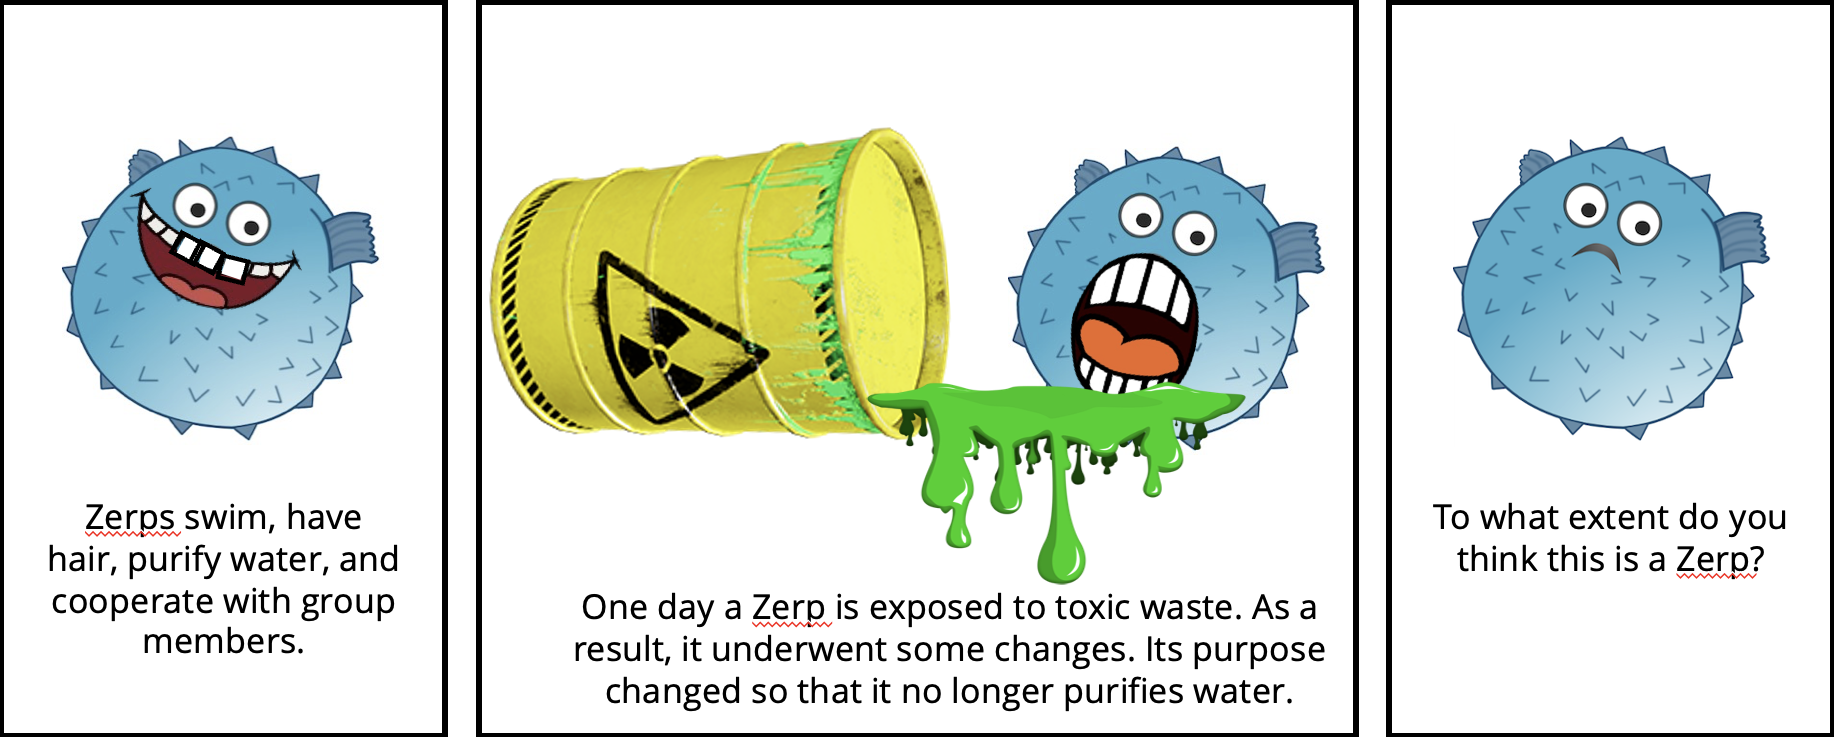 Zerps swim, have
hair, purify water, and
cooperate with group
members.
One day a Zerp is exposed to toxic waste. As a
result, it underwent some changes. Its purpose
changed so that it no longer purifies water.
To what extent do you
think this is a Zerp?